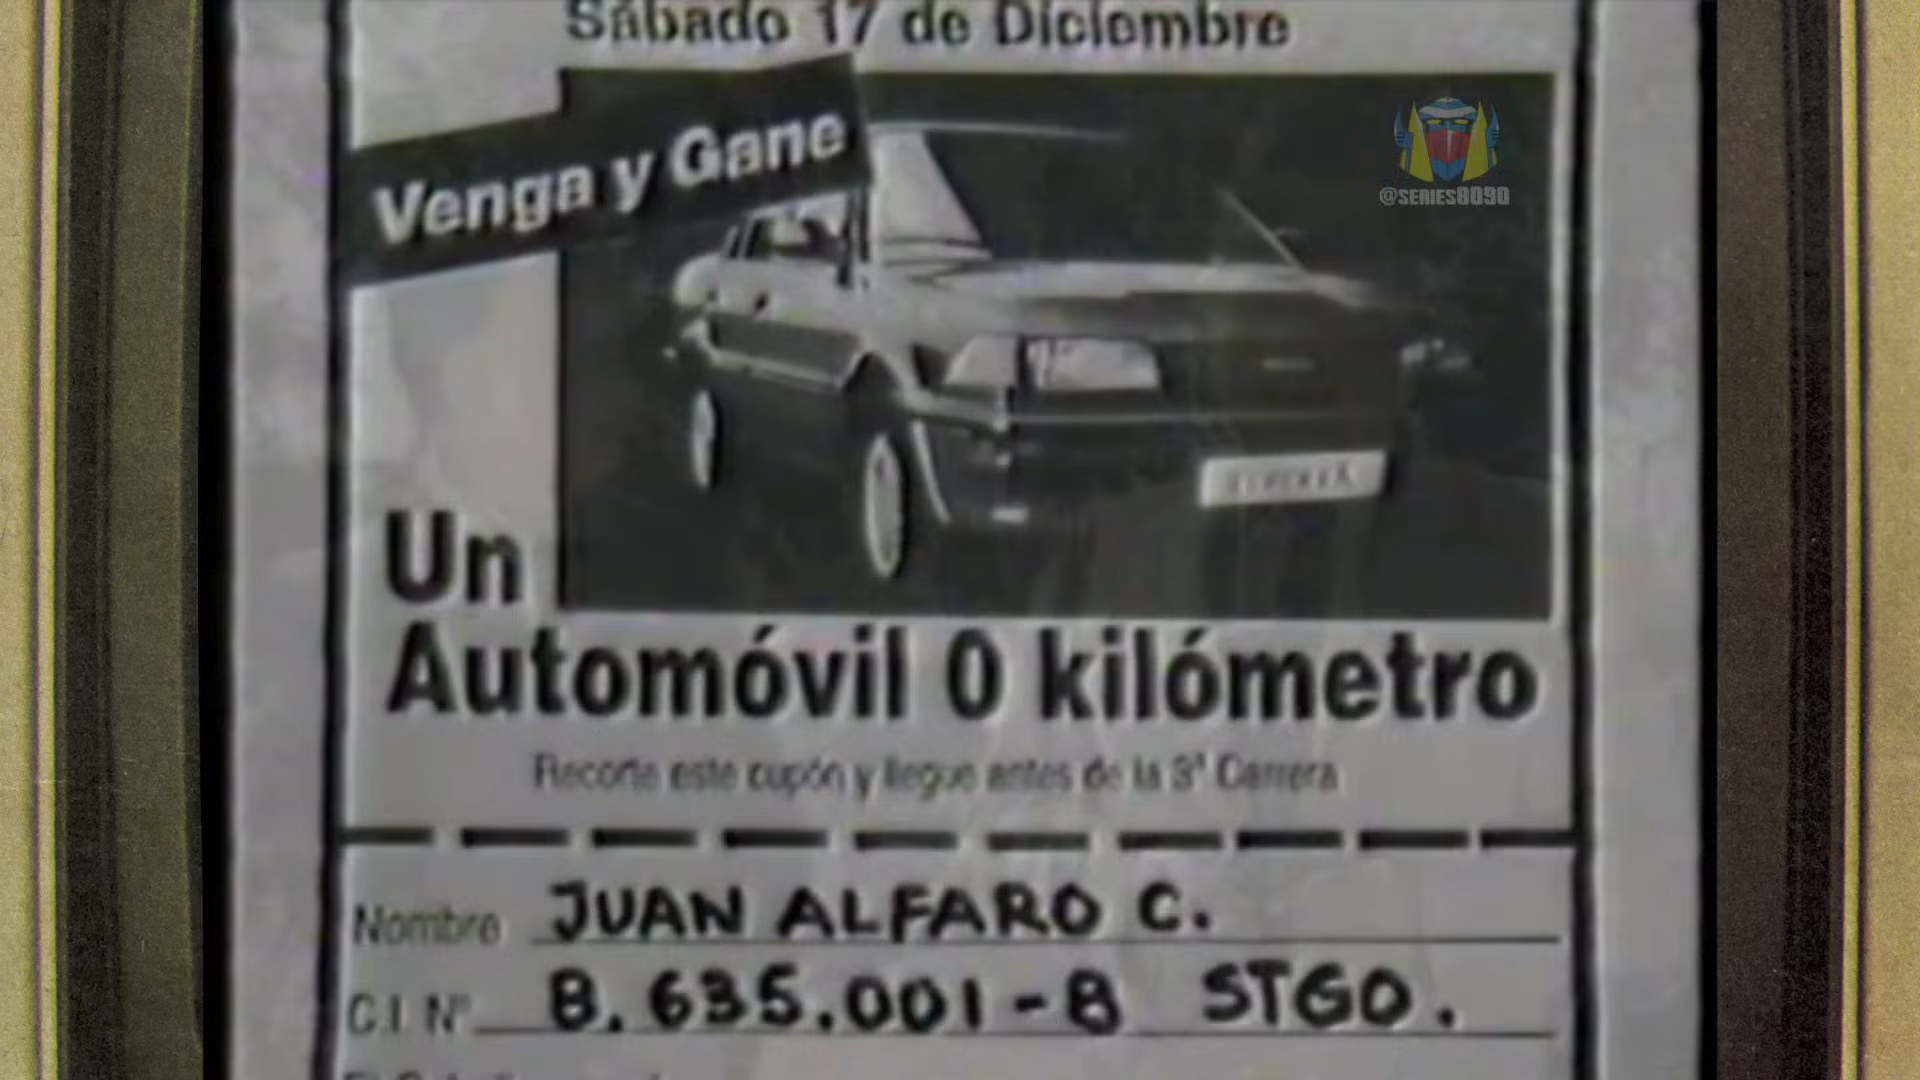 Sábado 17 de Diciembre
Venga y Gane
@SERIES8090
Un
Automóvil 0 kilómetro
Recorte este cupón y llegue antes de la 3ª Carrera
Nombre JUAN ALFARO C.
C.I N° 8.635.001-8 STGO.